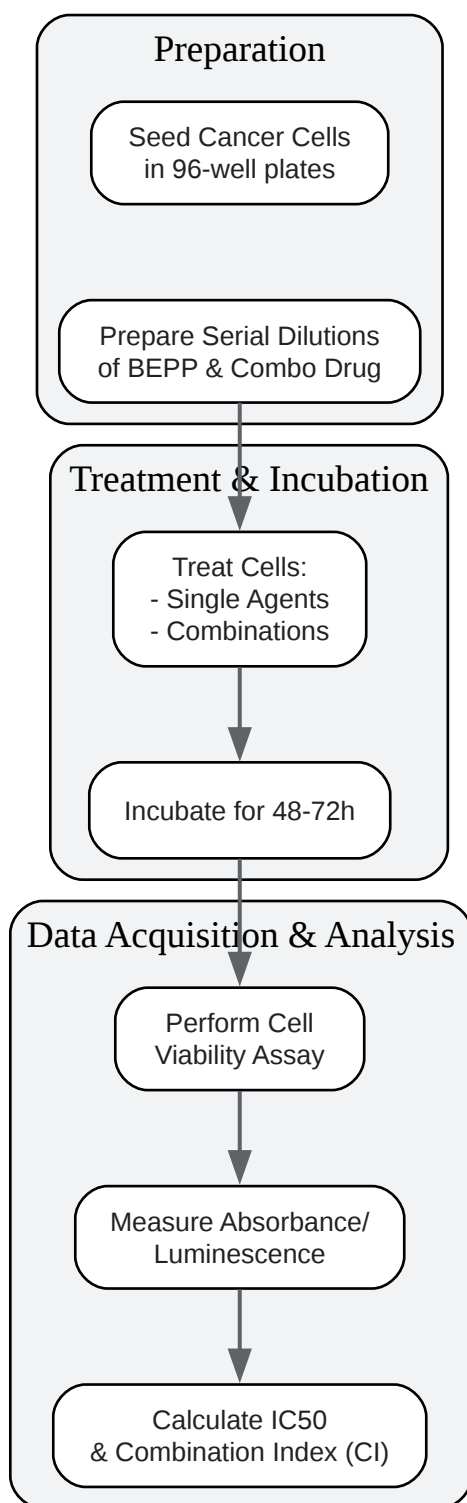 Preparation
Seed Cancer Cells
in 96-well plates
Prepare Serial Dilutions
of BEPP & Combo Drug
Treatment & Incubation
Treat Cells:
- Single Agents
- Combinations
Incubate for 48-72h
Data Acquisition & Analysis
Perform Cell
Viability Assay
Measure Absorbance/
Luminescence
Calculate IC50
& Combination Index (CI)